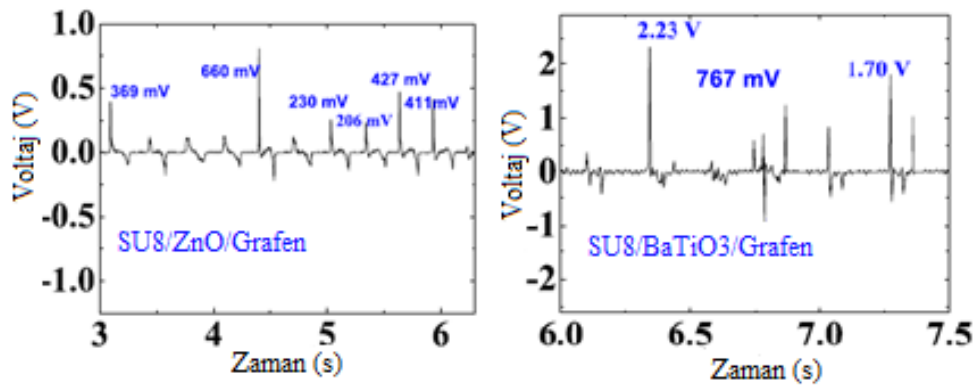 1.0
0.5
0.0
-0.5
-1.0
Voltaj (V)
369 mV
660 mV
230 mV
206 mV
427 mV
411mV
SU8/ZnO/Grafen
3 4 5 6
Zaman (s)
2
1
0
-1
-2
Voltaj (V)
2.23 V
767 mV
1.70 V
SU8/BaTiO3/Grafen
6.0 6.5 7.0 7.5
Zaman (s)